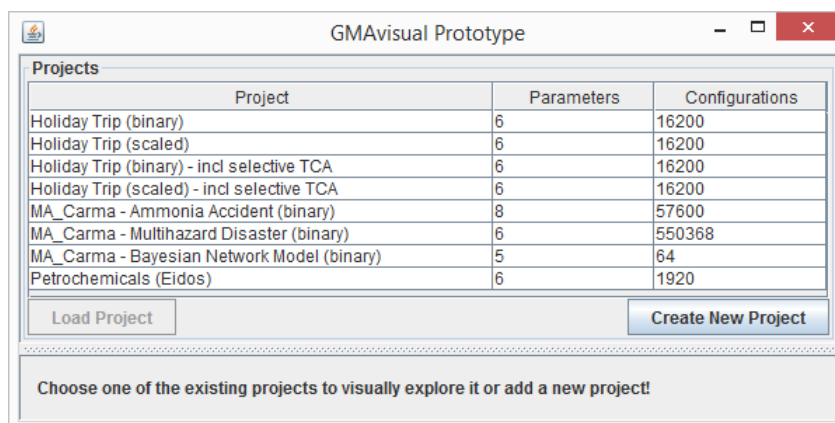 GMAvisual Prototype
Projects
Project Parameters Configurations
Holiday Trip (binary) 6 16200
Holiday Trip (scaled) 6 16200
Holiday Trip (binary) - incl selective TCA 6 16200
Holiday Trip (scaled) - incl selective TCA 6 16200
MA_Carma - Ammonia Accident (binary) 8 57600
MA_Carma - Multihazard Disaster (binary) 6 550368
MA_Carma - Bayesian Network Model (binary) 5 64
Petrochemicals (Eidos) 6 1920
Load Project Create New Project
Choose one of the existing projects to visually explore it or add a new project!